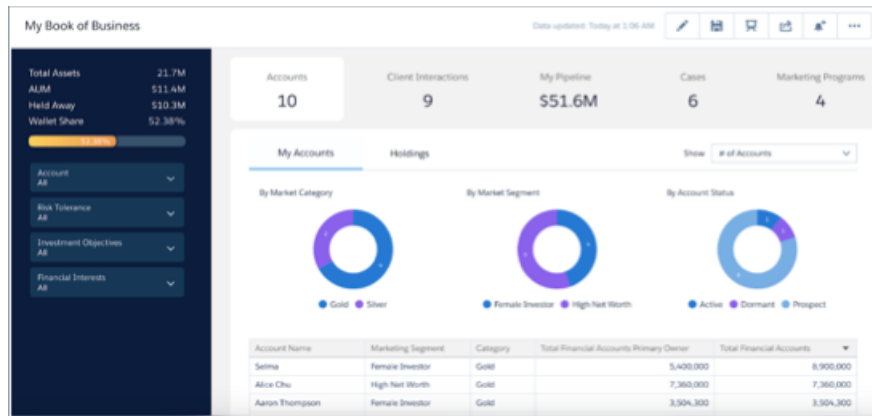 My Book of Business
Data updated: Today at 1:06 AM
Total Assets 21.7M
AUM $11.4M
Held Away $10.3M
Wallet Share 52.38%
52.38%
Account
All
Risk Tolerance
All
Investment Objectives
All
Financial Interests
All
Accounts
10
Client Interactions
9
My Pipeline
$51.6M
Cases
6
Marketing Programs
4
My Accounts Holdings Show # of Accounts
By Market Category
Gold Silver
By Market Segment
Female Investor High Net Worth
By Account Status
Active Dormant Prospect
Account Name Marketing Segment Category Total Financial Accounts Primary Owner Total Financial Accounts
Selma Female Investor Gold 5,400,000 8,900,000
Alice Chu High Net Worth Gold 7,360,000 7,360,000
Aaron Thompson Female Investor Gold 3,504,300 3,504,300